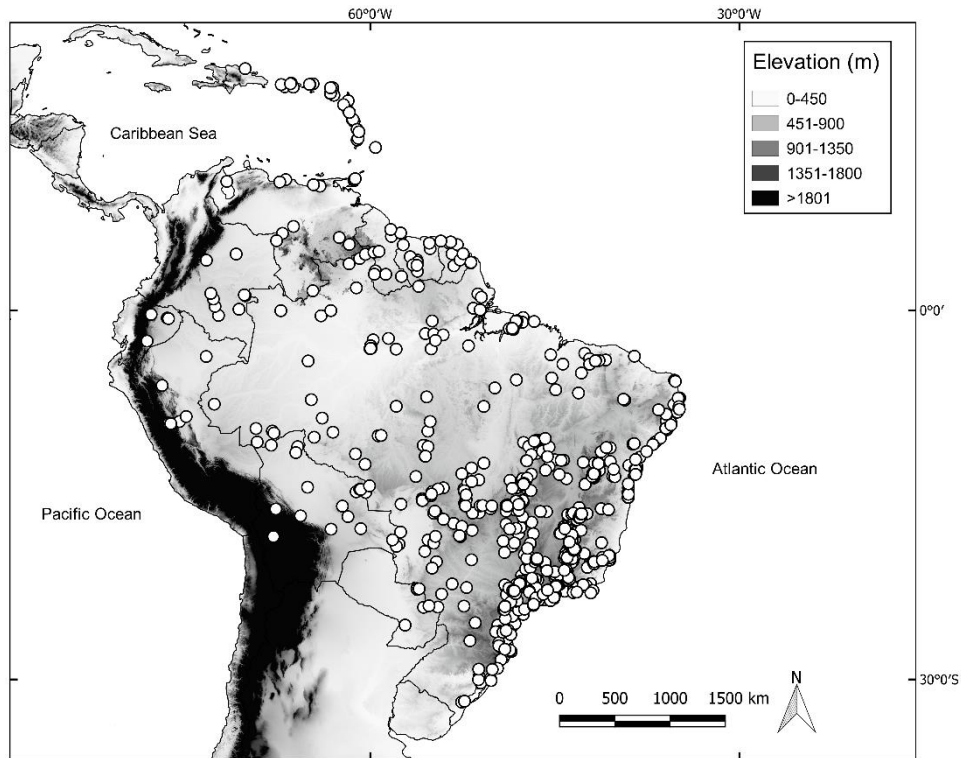 60°0'W
30°0'W
Elevation (m)
0-450
451-900
901-1350
1351-1800
>1801
Caribbean Sea
0°0'
Atlantic Ocean
Pacific Ocean
30°0'S
N
0 500 1000 1500 km